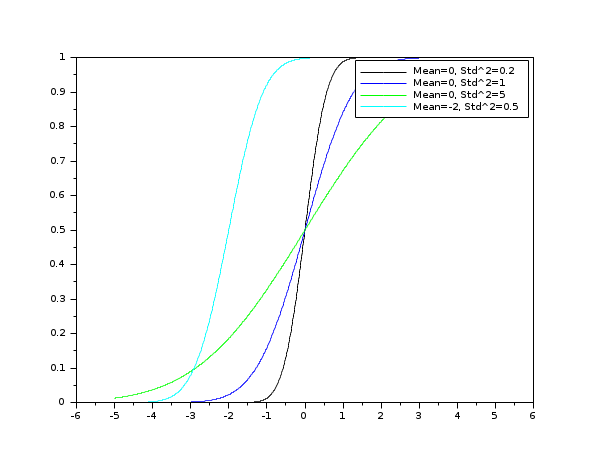 1
0.9
0.8
0.7
0.6
0.5
0.4
0.3
0.2
0.1
0
Mean=0, Std^2=0.2
Mean=0, Std^2=1
Mean=0, Std^2=5
Mean=-2, Std^2=0.5
-6 -5 -4 -3 -2 -1 0 1 2 3 4 5 6